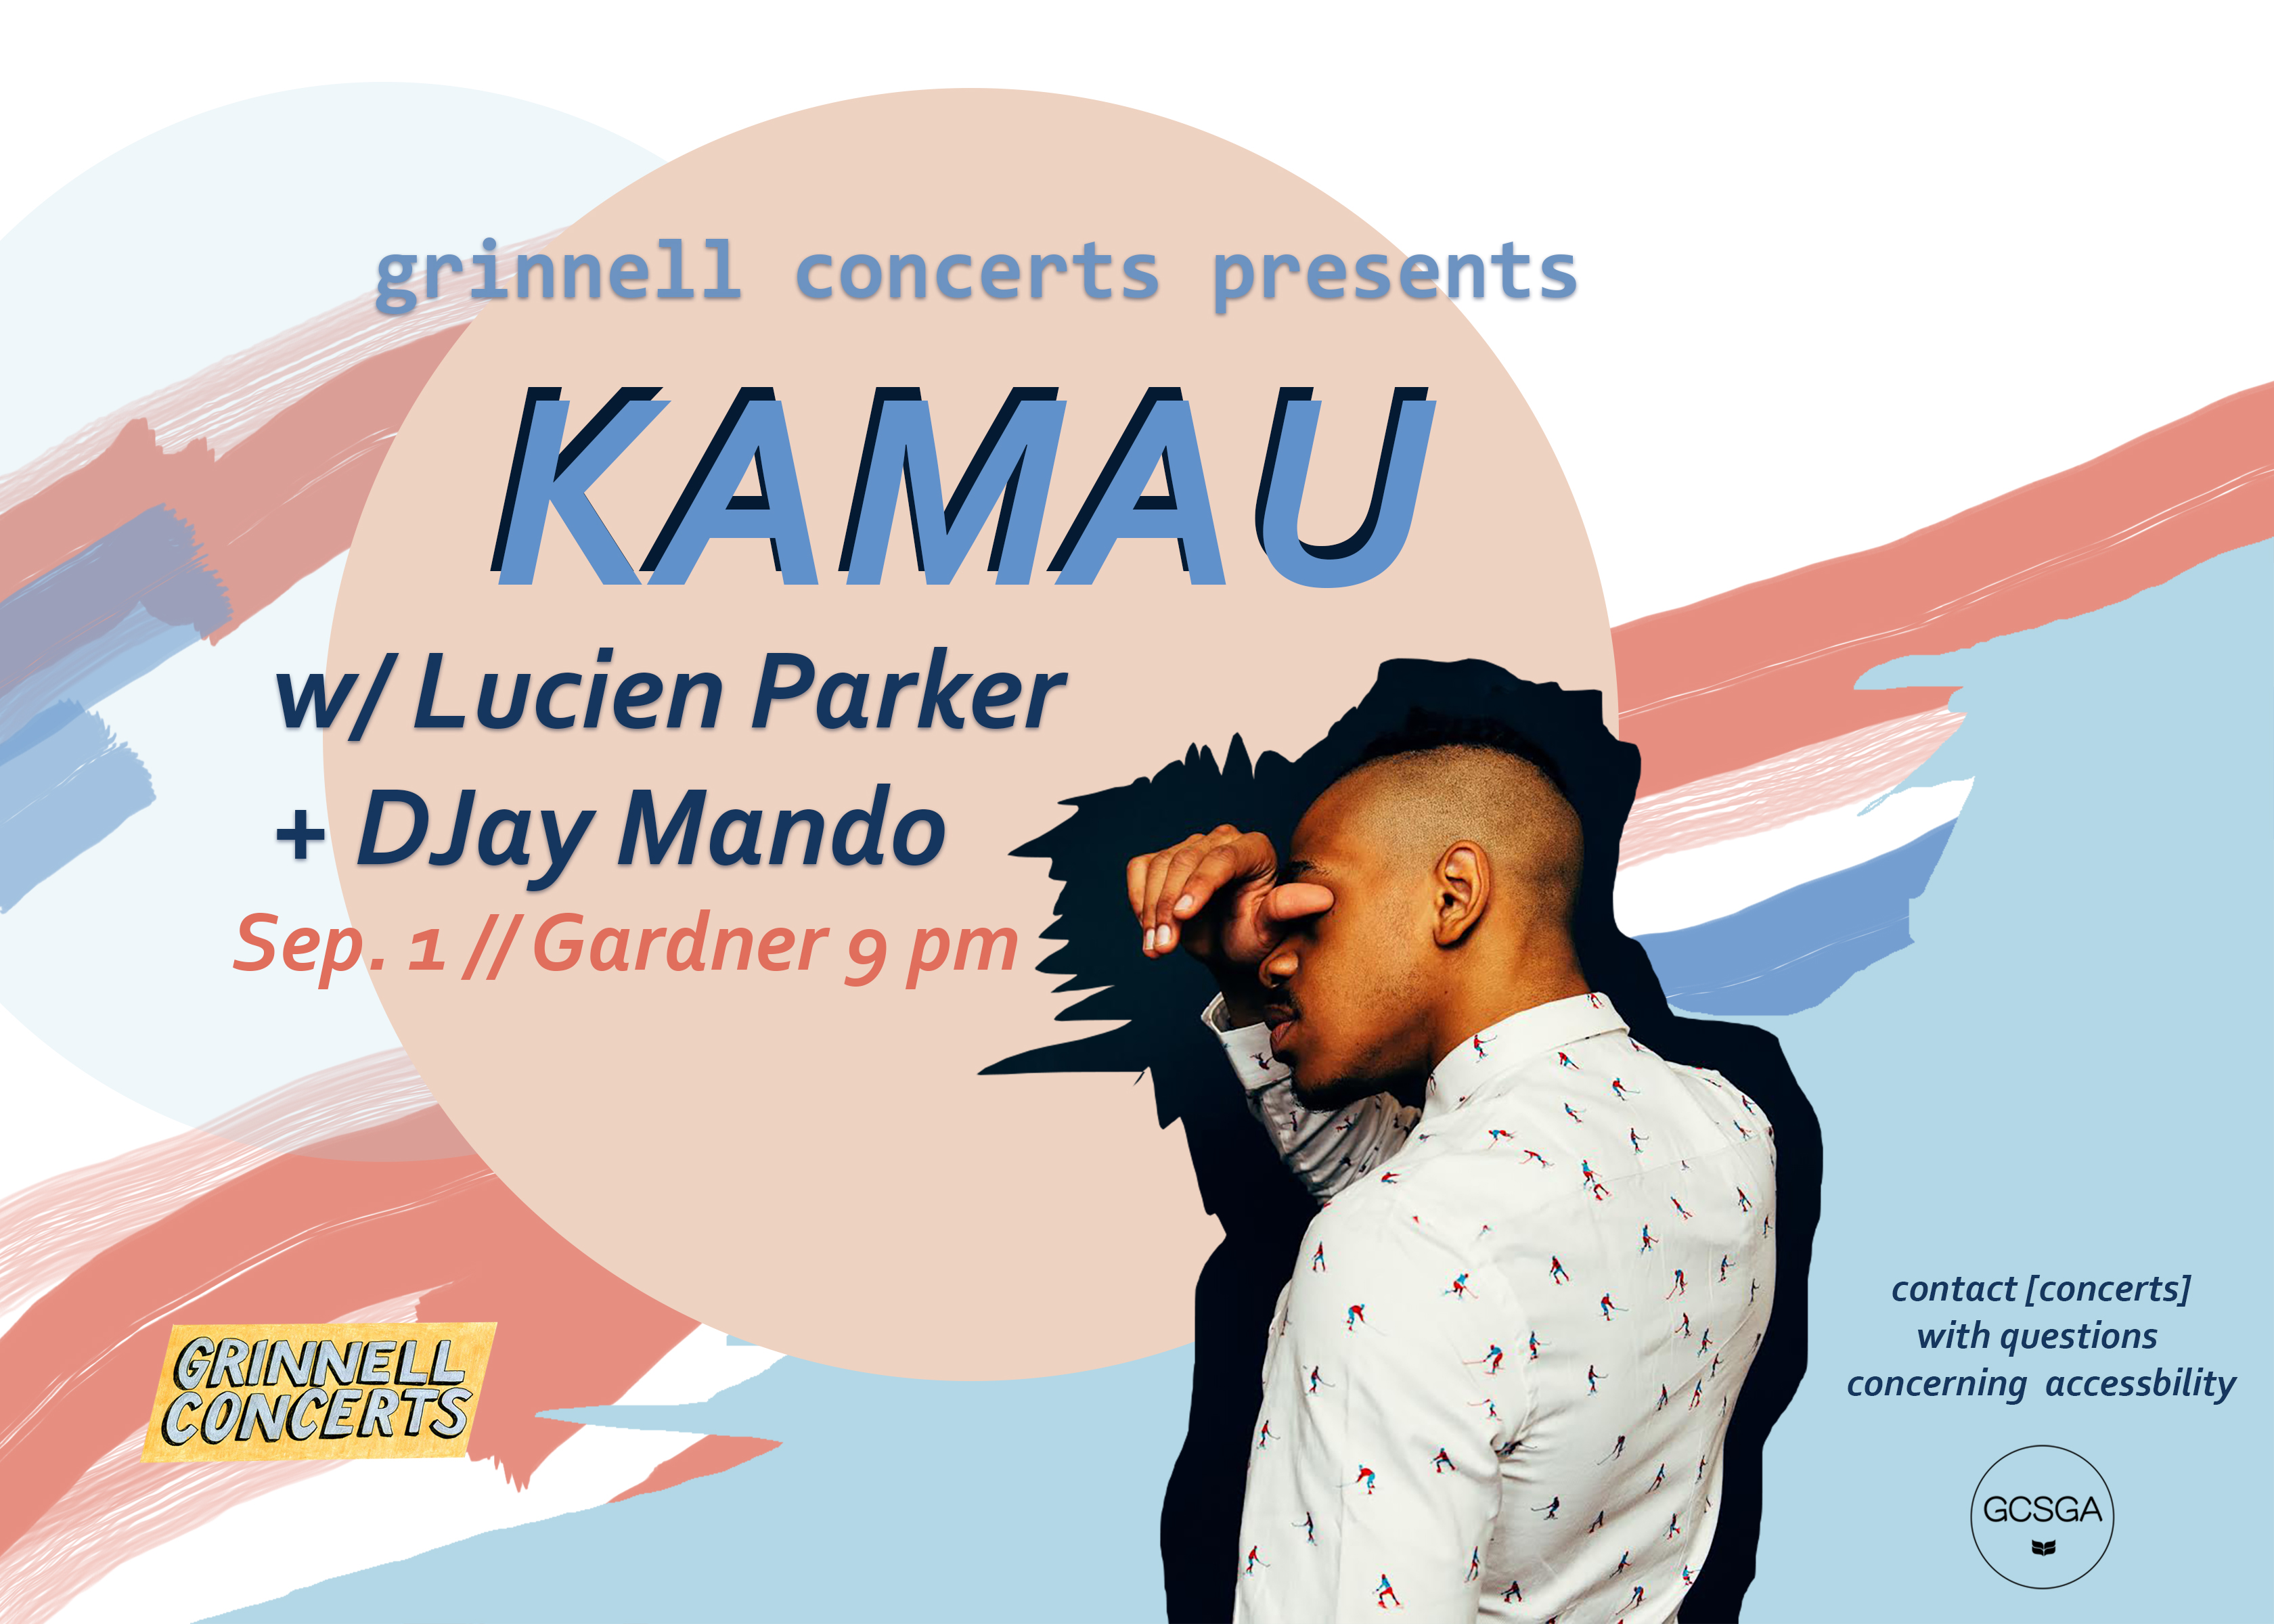 grinnell concerts presents
KAMAU
w/ Lucien Parker
+ DJay Mando
Sep. 1 // Gardner 9 pm
GRINNELL
CONCERTS
contact [concerts]
with questions
concerning accessbility
GCSGA